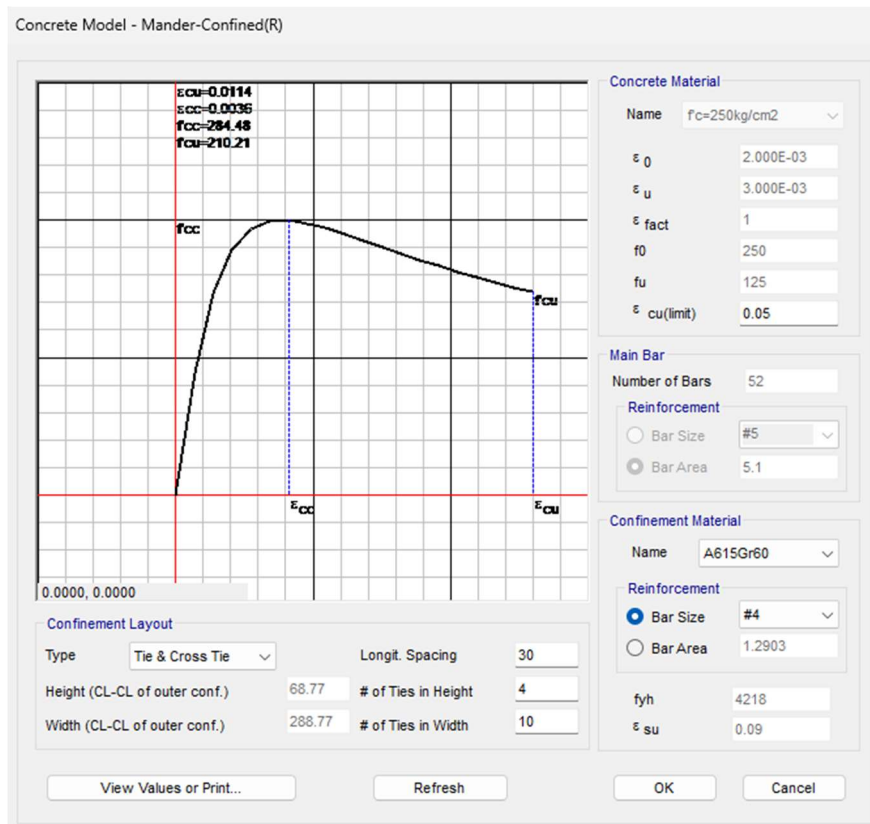 Concrete Model - Mander-Confined(R)
εcu=0.0114
εcc=0.0036
fcc=284.48
fcu=210.21
fcc
fcu
εcc
εcu
0.0000, 0.0000
Concrete Material
Name f'c=250kg/cm2
ε 0 2.000E-03
ε u 3.000E-03
ε fact 1
f0 250
fu 125
ε cu(limit) 0.05
Main Bar
Number of Bars 52
Reinforcement
Bar Size #5
Bar Area 5.1
Confinement Material
Name A615Gr60
Reinforcement
Bar Size #4
Bar Area 1.2903
fyh 4218
ε su 0.09
Confinement Layout
Type Tie & Cross Tie Longit. Spacing 30
Height (CL-CL of outer conf.) 68.77 # of Ties in Height 4
Width (CL-CL of outer conf.) 288.77 # of Ties in Width 10
View Values or Print... Refresh OK Cancel